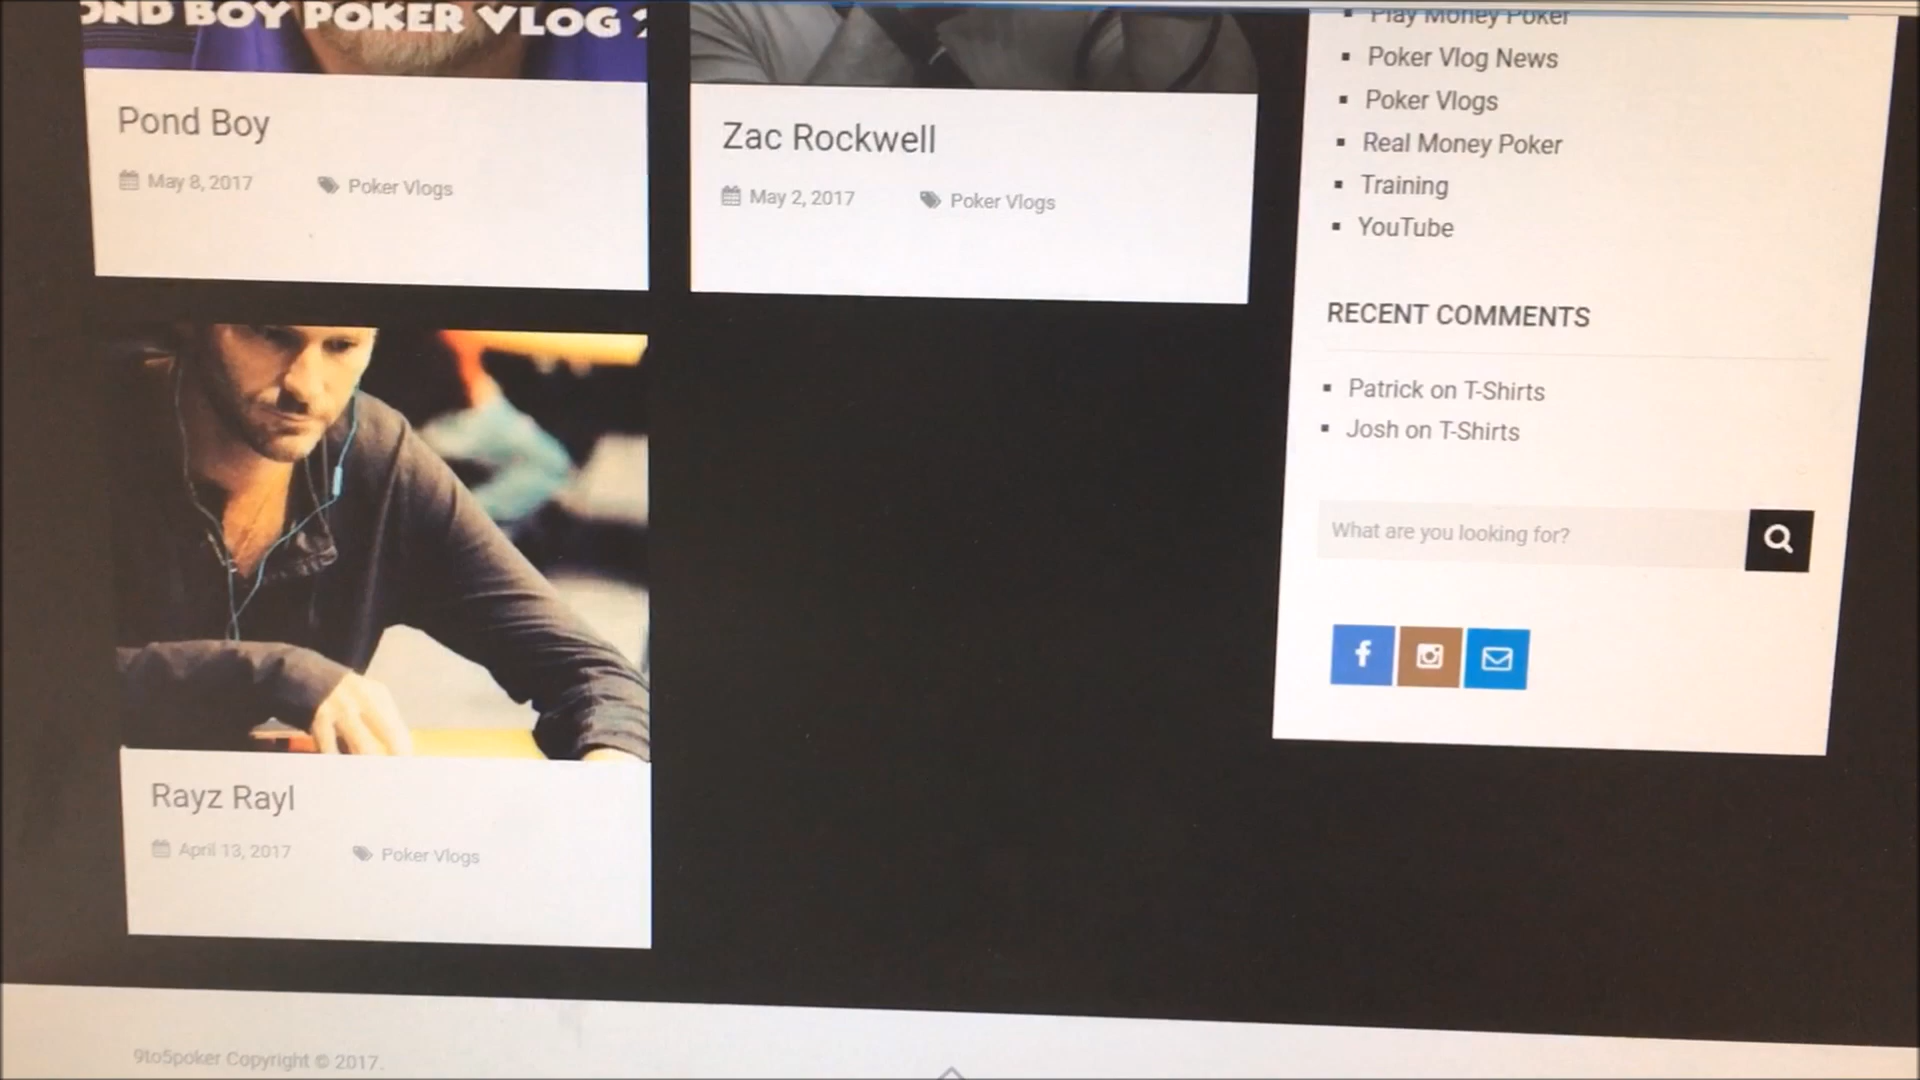 OND BOY POKER VLOG
Pond Boy
May 8, 2017
Poker Vlogs
Zac Rockwell
May 2, 2017
Poker Vlogs
Rayz Rayl
April 13, 2017
Poker Vlogs
Play Money Poker
Poker Vlog News
Poker Vlogs
Real Money Poker
Training
YouTube
RECENT COMMENTS
Patrick on T-Shirts
Josh on T-Shirts
What are you looking for?
f
9to5poker Copyright © 2017.